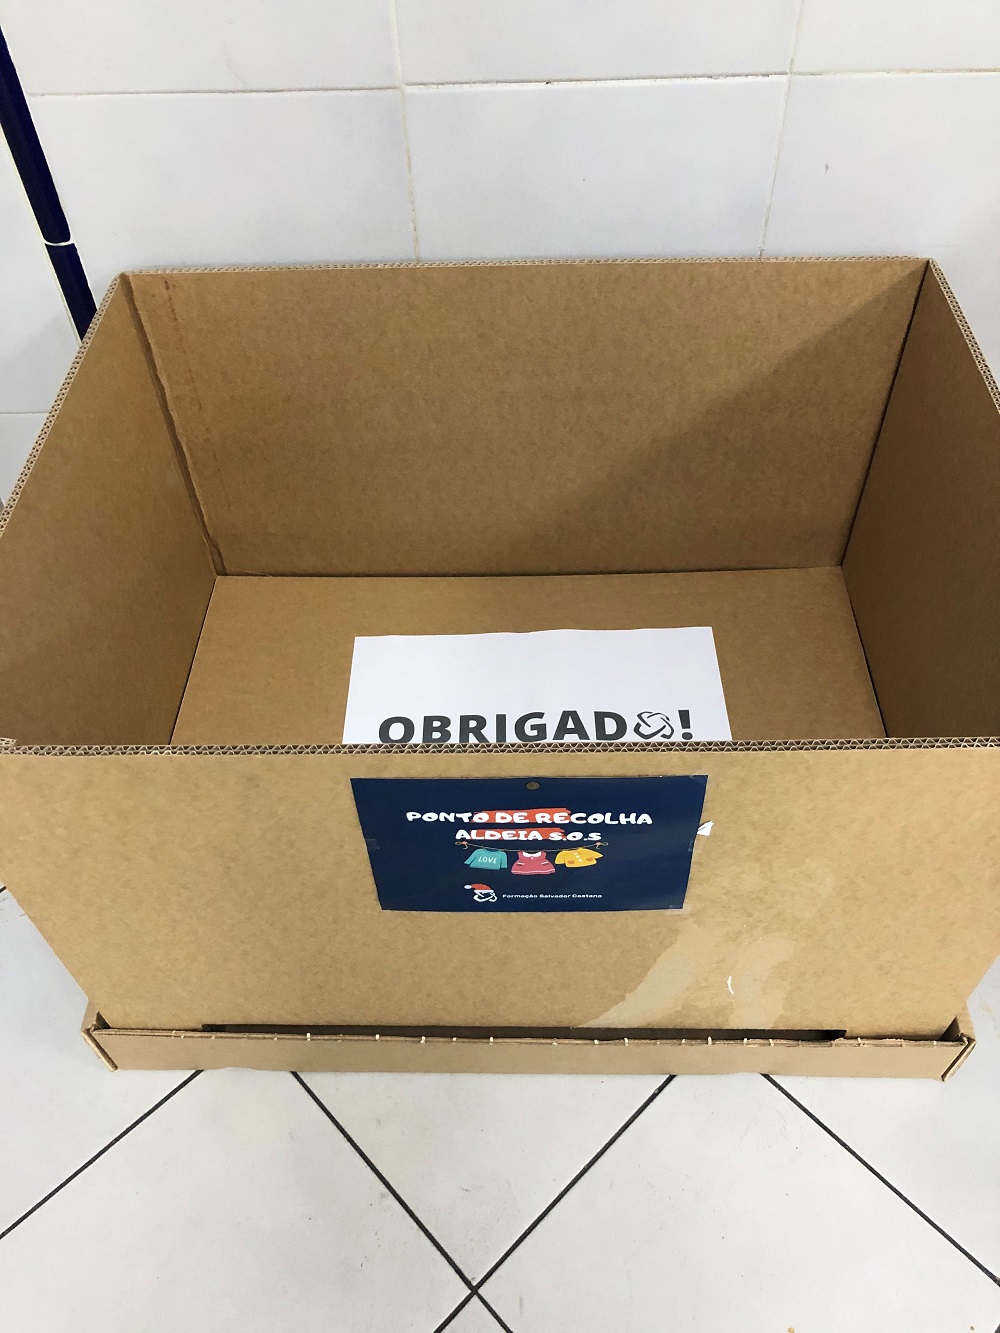 OBRIGADO!
PONTO DE RECOLHA
ALDEIA S.O.S
LOVE
Formação Salvador Caetano